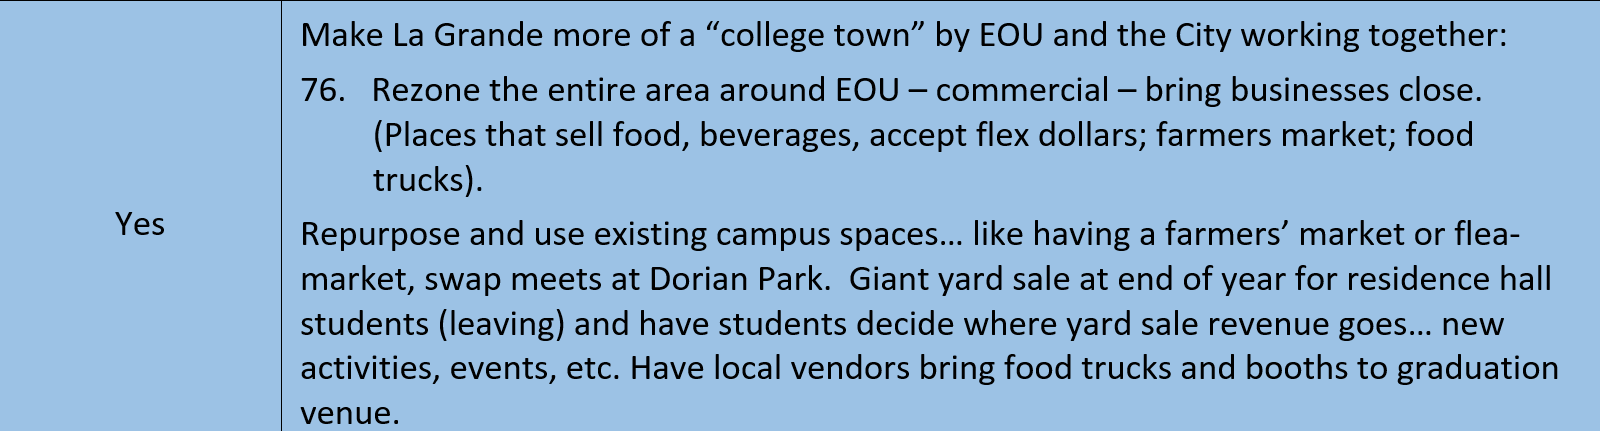 Make La Grande more of a “college town” by EOU and the City working together:
76. Rezone the entire area around EOU – commercial – bring businesses close.
(Places that sell food, beverages, accept flex dollars; farmers market; food
trucks).
Yes
Repurpose and use existing campus spaces… like having a farmers’ market or flea-
market, swap meets at Dorian Park.  Giant yard sale at end of year for residence hall
students (leaving) and have students decide where yard sale revenue goes… new
activities, events, etc. Have local vendors bring food trucks and booths to graduation
venue.